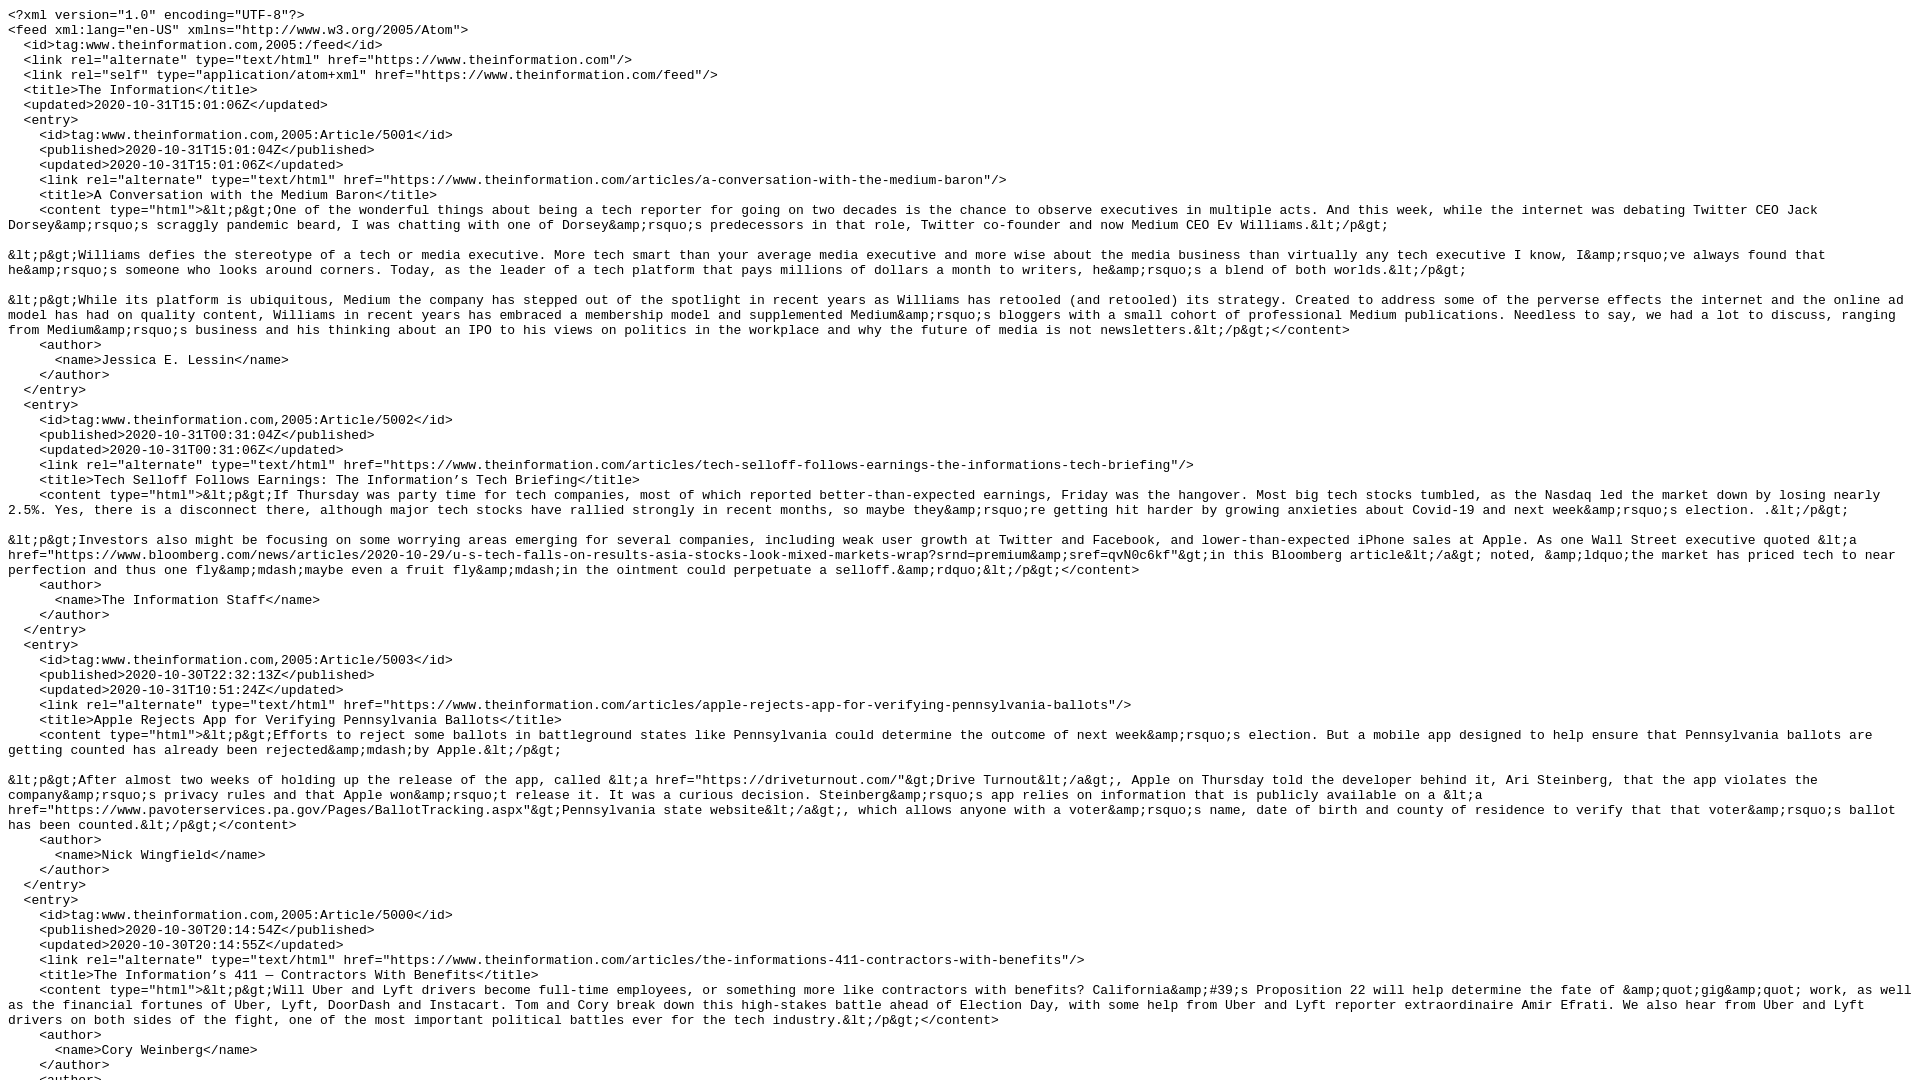 <?xml version="1.0" encoding="UTF-8"?>
<feed xml:lang="en-US" xmlns="http://www.w3.org/2005/Atom">
<id>tag:www.theinformation.com,2005:/feed</id>
<link rel="alternate" type="text/html" href="https://www.theinformation.com"/>
<link rel="self" type="application/atom+xml" href="https://www.theinformation.com/feed"/>
<title>The Information</title>
<updated>2020-10-31T15:01:06Z</updated>
<entry>
<id>tag:www.theinformation.com,2005:Article/5001</id>
<published>2020-10-31T15:01:04Z</published>
<updated>2020-10-31T15:01:06Z</updated>
<link rel="alternate" type="text/html" href="https://www.theinformation.com/articles/a-conversation-with-the-medium-baron"/>
<title>A Conversation with the Medium Baron</title>
<content type="html">&lt;p&gt;One of the wonderful things about being a tech reporter for going on two decades is the chance to observe executives in multiple acts. And this week, while the internet was debating Twitter CEO Jack
Dorsey&amp;rsquo;s scraggly pandemic beard, I was chatting with one of Dorsey&amp;rsquo;s predecessors in that role, Twitter co-founder and now Medium CEO Ev Williams.&lt;/p&gt;
&lt;p&gt;Williams defies the stereotype of a tech or media executive. More tech smart than your average media executive and more wise about the media business than virtually any tech executive I know, I&amp;rsquo;ve always found that
he&amp;rsquo;s someone who looks around corners. Today, as the leader of a tech platform that pays millions of dollars a month to writers, he&amp;rsquo;s a blend of both worlds.&lt;/p&gt;
&lt;p&gt;While its platform is ubiquitous, Medium the company has stepped out of the spotlight in recent years as Williams has retooled (and retooled) its strategy. Created to address some of the perverse effects the internet and the online ad
model has had on quality content, Williams in recent years has embraced a membership model and supplemented Medium&amp;rsquo;s bloggers with a small cohort of professional Medium publications. Needless to say, we had a lot to discuss, ranging
from Medium&amp;rsquo;s business and his thinking about an IPO to his views on politics in the workplace and why the future of media is not newsletters.&lt;/p&gt;</content>
<author>
<name>Jessica E. Lessin</name>
</author>
</entry>
<entry>
<id>tag:www.theinformation.com,2005:Article/5002</id>
<published>2020-10-31T00:31:04Z</published>
<updated>2020-10-31T00:31:06Z</updated>
<link rel="alternate" type="text/html" href="https://www.theinformation.com/articles/tech-selloff-follows-earnings-the-informations-tech-briefing"/>
<title>Tech Selloff Follows Earnings: The Information’s Tech Briefing</title>
<content type="html">&lt;p&gt;If Thursday was party time for tech companies, most of which reported better-than-expected earnings, Friday was the hangover. Most big tech stocks tumbled, as the Nasdaq led the market down by losing nearly
2.5%. Yes, there is a disconnect there, although major tech stocks have rallied strongly in recent months, so maybe they&amp;rsquo;re getting hit harder by growing anxieties about Covid-19 and next week&amp;rsquo;s election. .&lt;/p&gt;
&lt;p&gt;Investors also might be focusing on some worrying areas emerging for several companies, including weak user growth at Twitter and Facebook, and lower-than-expected iPhone sales at Apple. As one Wall Street executive quoted &lt;a
href="https://www.bloomberg.com/news/articles/2020-10-29/u-s-tech-falls-on-results-asia-stocks-look-mixed-markets-wrap?srnd=premium&amp;sref=qvN0c6kf"&gt;in this Bloomberg article&lt;/a&gt; noted, &amp;ldquo;the market has priced tech to near
perfection and thus one fly&amp;mdash;maybe even a fruit fly&amp;mdash;in the ointment could perpetuate a selloff.&amp;rdquo;&lt;/p&gt;</content>
<author>
<name>The Information Staff</name>
</author>
</entry>
<entry>
<id>tag:www.theinformation.com,2005:Article/5003</id>
<published>2020-10-30T22:32:13Z</published>
<updated>2020-10-31T10:51:24Z</updated>
<link rel="alternate" type="text/html" href="https://www.theinformation.com/articles/apple-rejects-app-for-verifying-pennsylvania-ballots"/>
<title>Apple Rejects App for Verifying Pennsylvania Ballots</title>
<content type="html">&lt;p&gt;Efforts to reject some ballots in battleground states like Pennsylvania could determine the outcome of next week&amp;rsquo;s election. But a mobile app designed to help ensure that Pennsylvania ballots are
getting counted has already been rejected&amp;mdash;by Apple.&lt;/p&gt;
&lt;p&gt;After almost two weeks of holding up the release of the app, called &lt;a href="https://driveturnout.com/"&gt;Drive Turnout&lt;/a&gt;, Apple on Thursday told the developer behind it, Ari Steinberg, that the app violates the
company&amp;rsquo;s privacy rules and that Apple won&amp;rsquo;t release it. It was a curious decision. Steinberg&amp;rsquo;s app relies on information that is publicly available on a &lt;a
href="https://www.pavoterservices.pa.gov/Pages/BallotTracking.aspx"&gt;Pennsylvania state website&lt;/a&gt;, which allows anyone with a voter&amp;rsquo;s name, date of birth and county of residence to verify that that voter&amp;rsquo;s ballot
has been counted.&lt;/p&gt;</content>
<author>
<name>Nick Wingfield</name>
</author>
</entry>
<entry>
<id>tag:www.theinformation.com,2005:Article/5000</id>
<published>2020-10-30T20:14:54Z</published>
<updated>2020-10-30T20:14:55Z</updated>
<link rel="alternate" type="text/html" href="https://www.theinformation.com/articles/the-informations-411-contractors-with-benefits"/>
<title>The Information’s 411 — Contractors With Benefits</title>
<content type="html">&lt;p&gt;Will Uber and Lyft drivers become full-time employees, or something more like contractors with benefits? California&amp;#39;s Proposition 22 will help determine the fate of &amp;quot;gig&amp;quot; work, as well
as the financial fortunes of Uber, Lyft, DoorDash and Instacart. Tom and Cory break down this high-stakes battle ahead of Election Day, with some help from Uber and Lyft reporter extraordinaire Amir Efrati. We also hear from Uber and Lyft
drivers on both sides of the fight, one of the most important political battles ever for the tech industry.&lt;/p&gt;</content>
<author>
<name>Cory Weinberg</name>
</author>
<author>